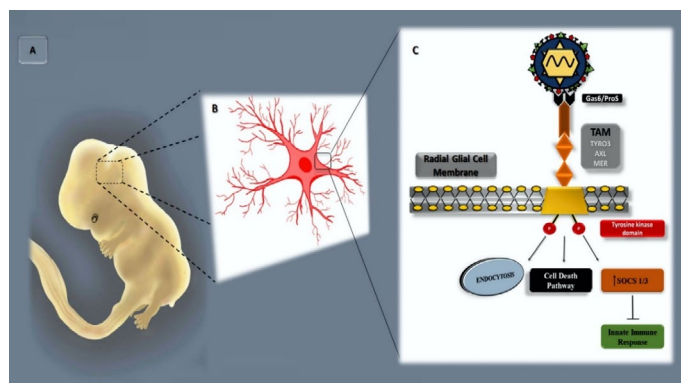 A
B
C
Gas6/ProS
TAM
TYRO3
AXL
MER
Radial Glial Cell
Membrane
P
P
Tyrosine kinase
domain
ENDOCYTOSIS
Cell Death
Pathway
↑SOCS 1/3
Innate Immune
Response